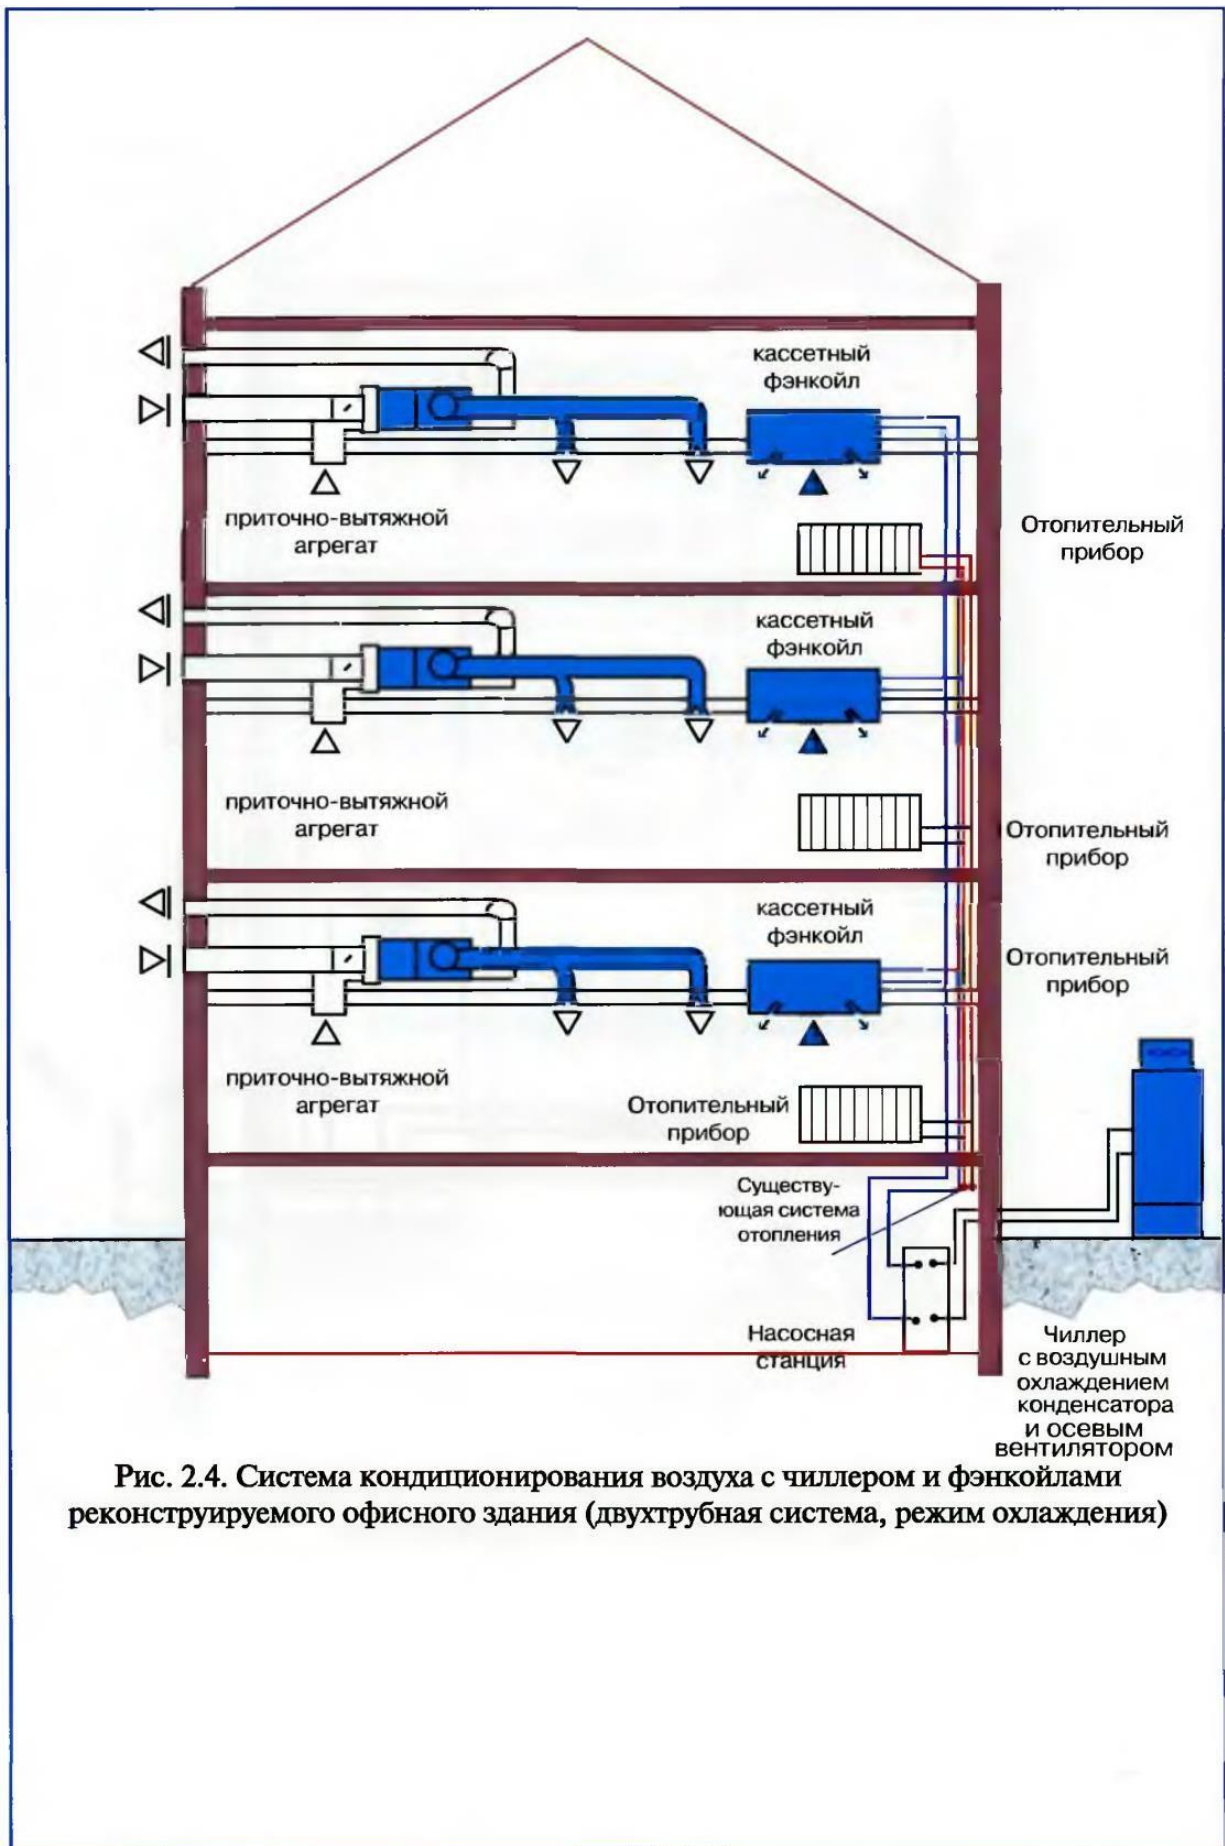 кассетный
фэнкойл
приточно-вытяжной
агрегат
Отопительный
прибор
кассетный
фэнкойл
приточно-вытяжной
агрегат
Отопительный
прибор
кассетный
фэнкойл
Отопительный
прибор
приточно-вытяжной
агрегат
Отопительный
прибор
Существу-
ющая система
отопления
Насосная
станция
Чиллер
с воздушным
охлаждением
конденсатора
и осевым
вентилятором
Рис. 2.4. Система кондиционирования воздуха с чиллером и фэнкойлами
реконструируемого офисного здания (двухтрубная система, режим охлаждения)